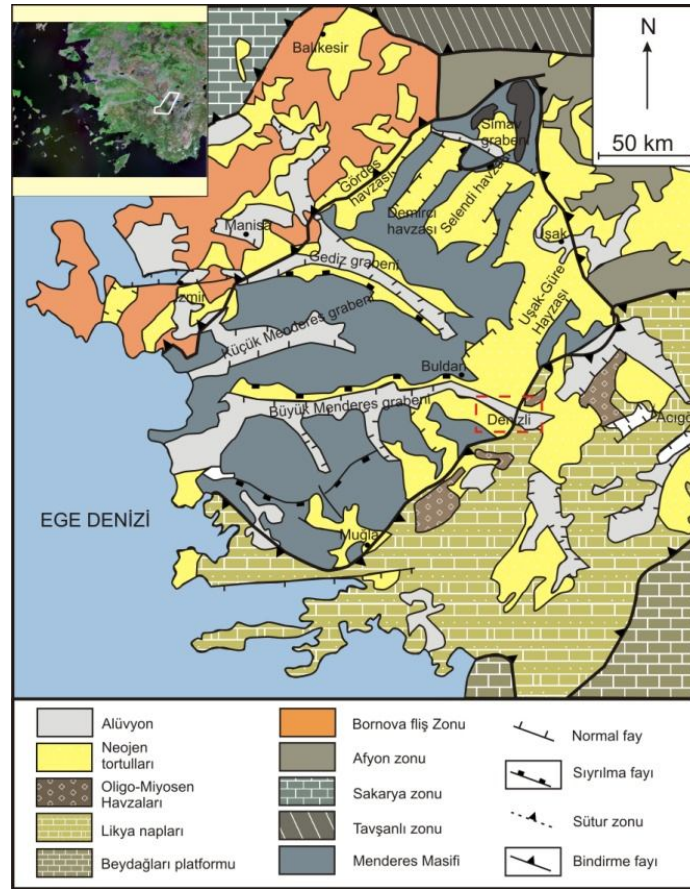 N
50 km
Balıkesir
Simav
grabeni
Gördes
havzası
Demirci
havzası
Selendi havzası
Uşak
Uşak-Güre
Havzası
Manisa
Gediz grabeni
İzmir
Küçük Menderes grabeni
Buldan
Büyük Menderes grabeni
Denizli
Acıgö
EGE DENİZİ
Muğla
Alüvyon
Neojen
tortulları
Oligo-Miyosen
Havzaları
Likya napları
Beydağları platformu
Bornova fliş Zonu
Afyon zonu
Sakarya zonu
Tavşanlı zonu
Menderes Masifi
Normal fay
Sıyrılma fayı
Sütur zonu
Bindirme fayı